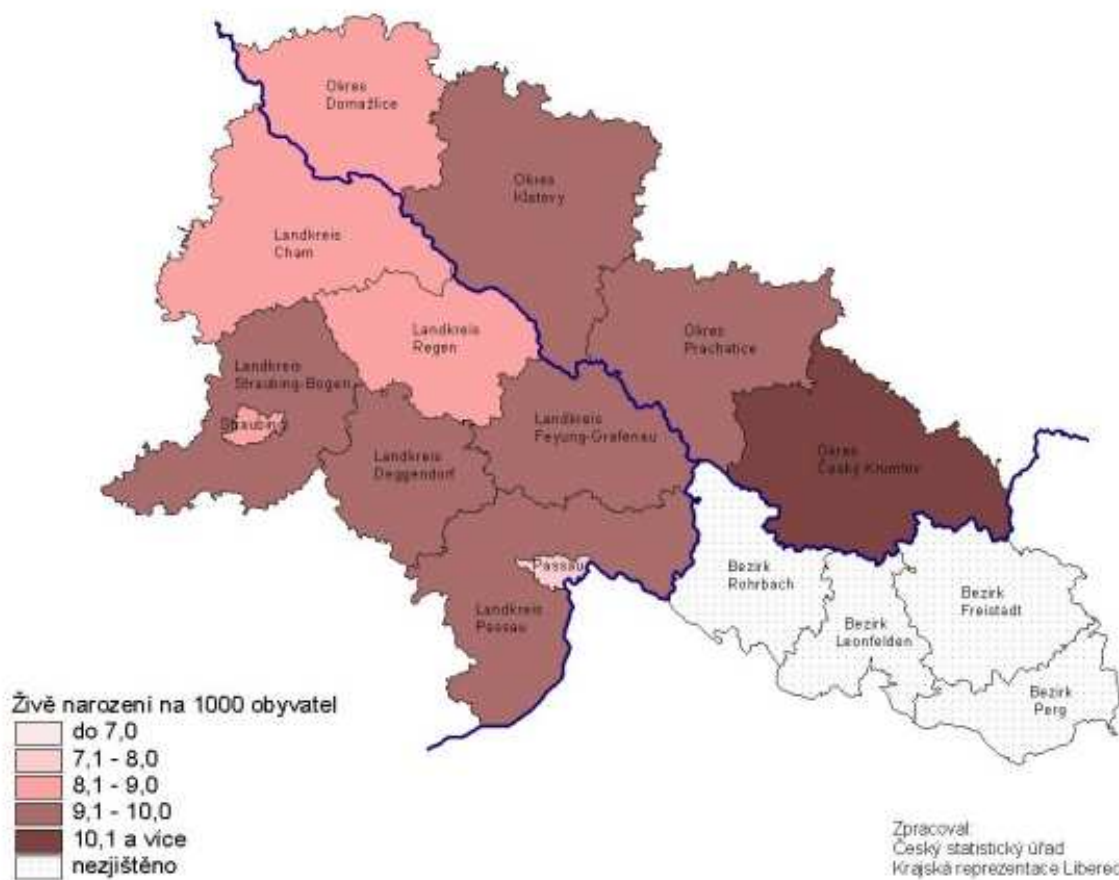 Okres
Domažlice
Okres
Klatovy
Landkreis
Cham
Landkreis
Regen
Okres
Prachatice
Landkreis
Straubing-Bogen
Straubing
Landkreis
Feyung-Grafenau
Landkreis
Deggendorf
Okres
Český Krumlov
Passau
Landkreis
Passau
Bezirk
Rohrbach
Bezirk
Freistadt
Bezirk
Leonfelden
Bezirk
Perg
Živě narození na 1000 obyvatel
do 7,0
7,1 - 8,0
8,1 - 9,0
9,1 - 10,0
10,1 a více
nezjištěno
Zpracoval:
Český statistický úřad
Krajská reprezentace Liberec